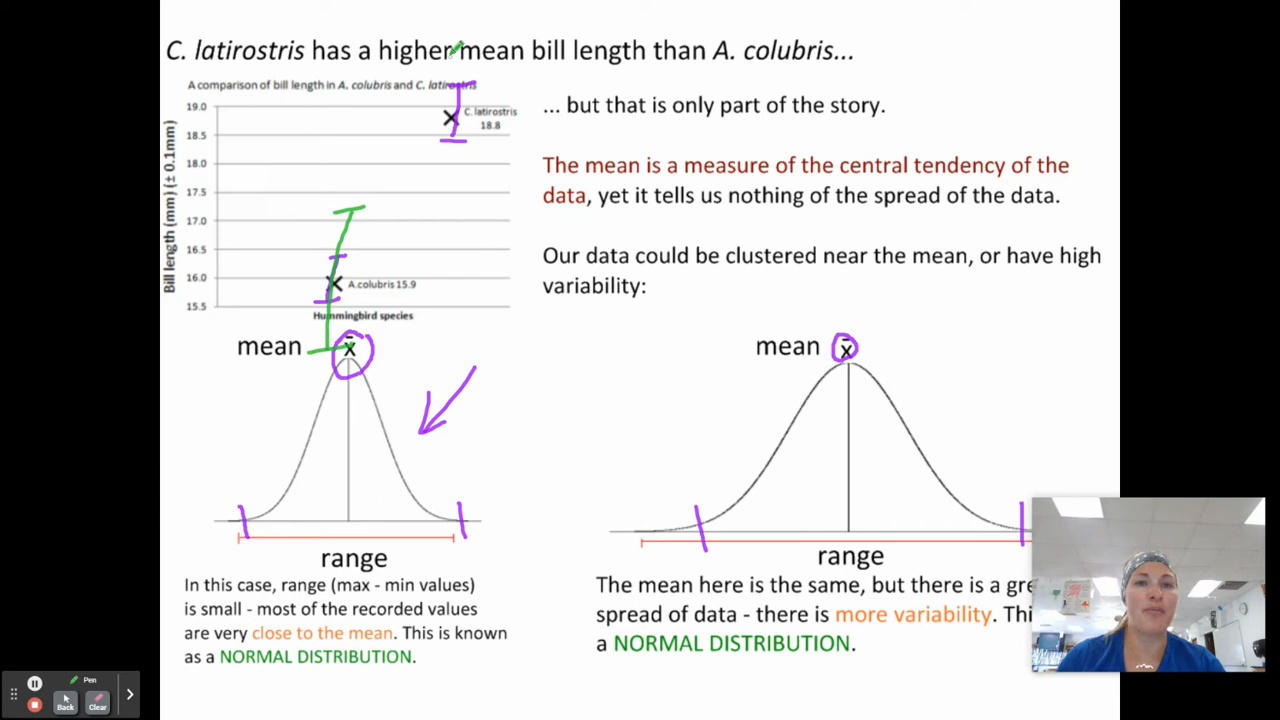 C. latirostris has a higher mean bill length than A. colubris...
A comparison of bill length in A. colubris and C. latirostris
19.0
18.5
18.0
17.5
17.0
16.5
16.0
15.5
Bill length (mm) (± 0.1mm)
C. latirostris
18.8
A.colubris 15.9
Hummingbird species
... but that is only part of the story.
The mean is a measure of the central tendency of the
data, yet it tells us nothing of the spread of the data.
Our data could be clustered near the mean, or have high
variability:
mean x̄
range
In this case, range (max - min values)
is small - most of the recorded values
are very close to the mean. This is known
as a NORMAL DISTRIBUTION.
mean x̄
range
The mean here is the same, but there is a
spread of data - there is more variability.
a NORMAL DISTRIBUTION.
Pen
Back
Clear